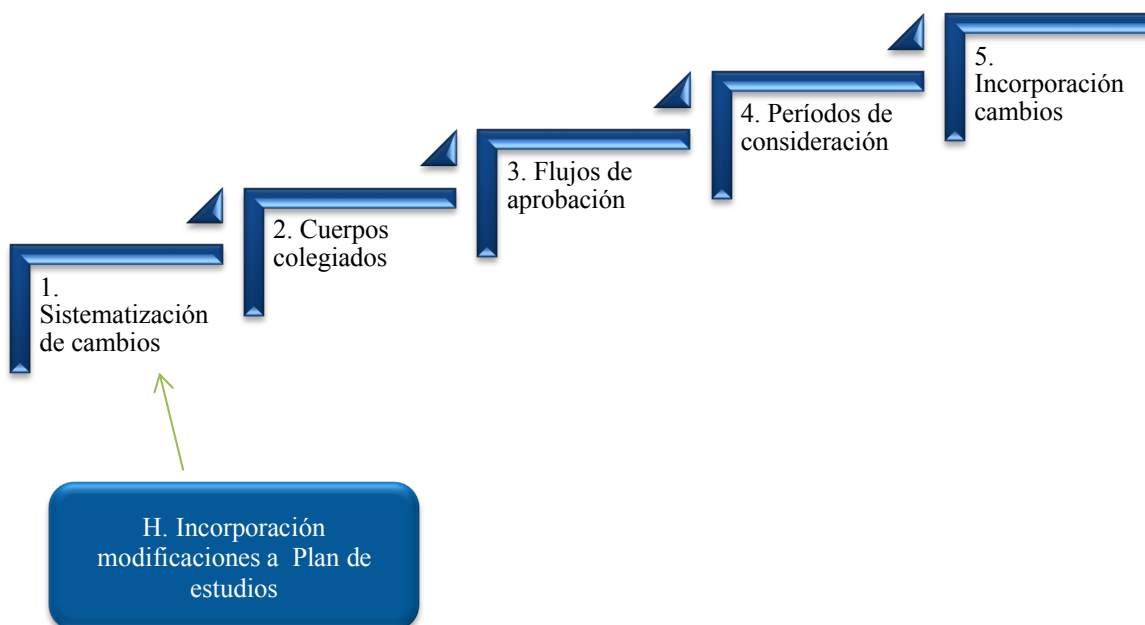 1.
Sistematización
de cambios
2. Cuerpos
colegiados
3. Flujos de
aprobación
4. Períodos de
consideración
5.
Incorporación
cambios
H. Incorporación
modificaciones a  Plan de
estudios